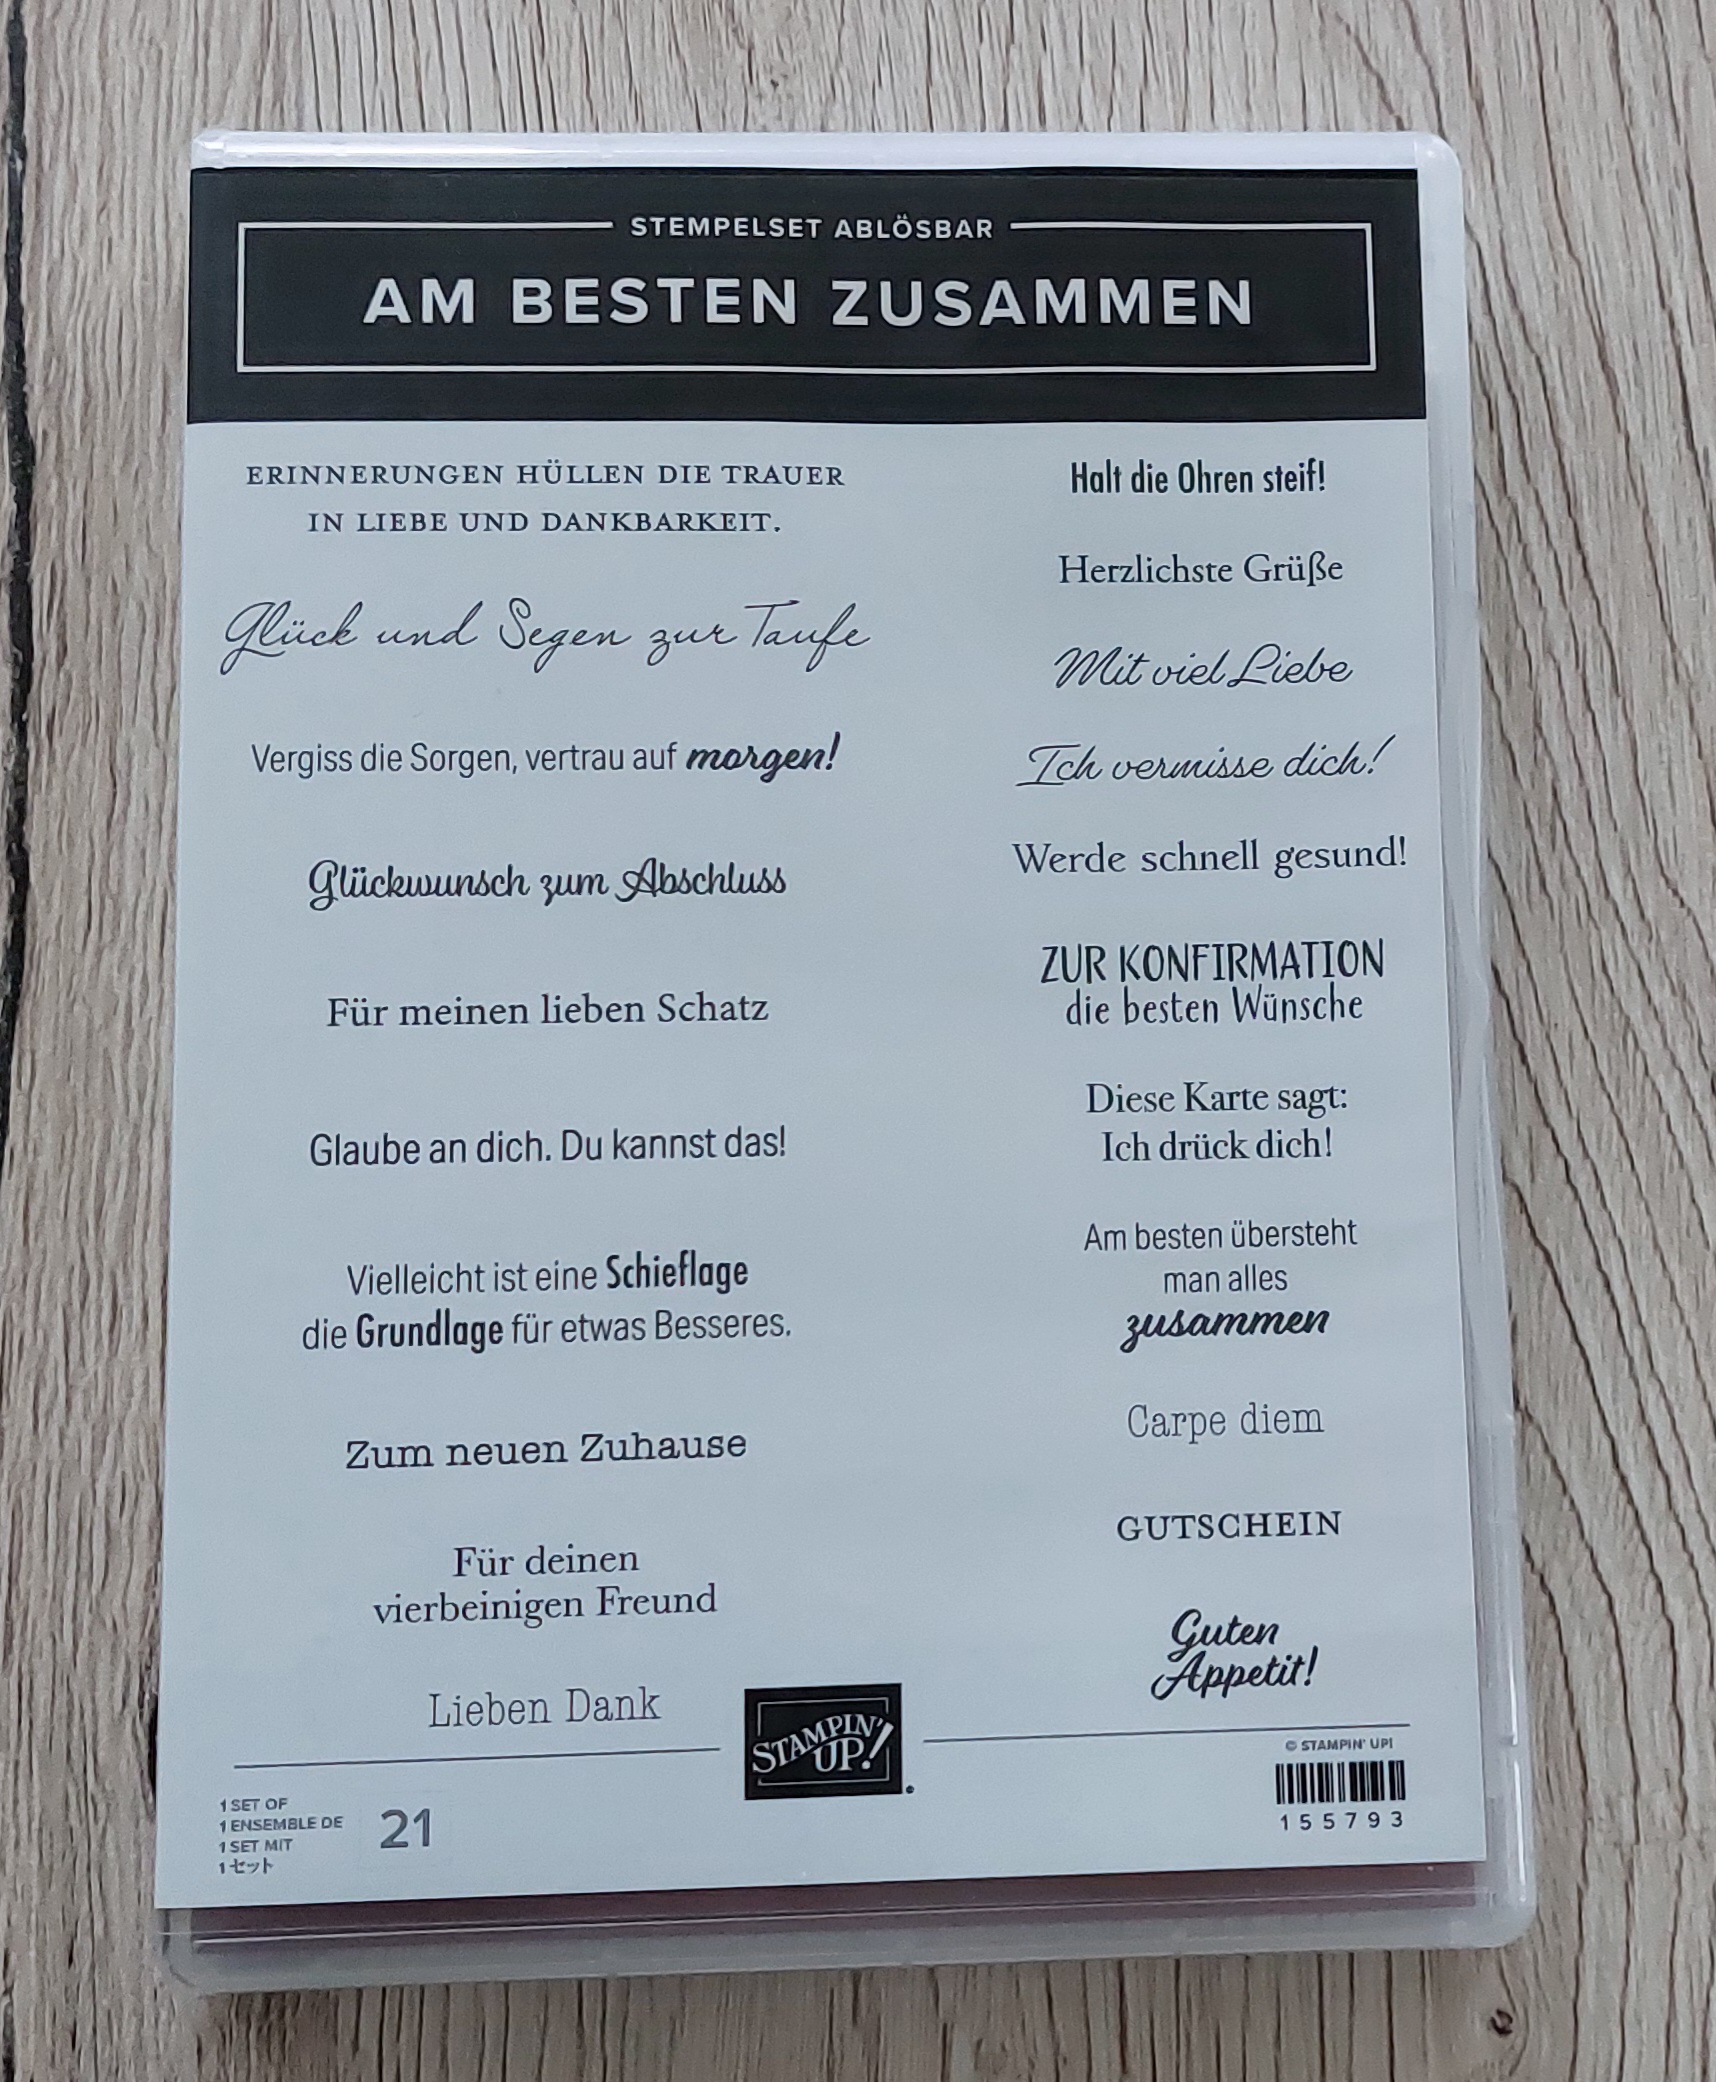 STEMPELSET ABLÖSBAR
AM BESTEN ZUSAMMEN
ERINNERUNGEN HÜLLEN DIE TRAUER
IN LIEBE UND DANKBARKEIT.
Glück und Segen zur Taufe
Vergiss die Sorgen, vertrau auf morgen!
Glückwunsch zum Abschluss
Für meinen lieben Schatz
Glaube an dich. Du kannst das!
Vielleicht ist eine Schieflage
die Grundlage für etwas Besseres.
Zum neuen Zuhause
Für deinen
vierbeinigen Freund
Lieben Dank
Halt die Ohren steif!
Herzlichste Grüße
Mit viel Liebe
Ich vermisse dich!
Werde schnell gesund!
ZUR KONFIRMATION
die besten Wünsche
Diese Karte sagt:
Ich drück dich!
Am besten übersteht
man alles
zusammen
Carpe diem
GUTSCHEIN
Guten
Appetit!
STAMPIN'
UP!
1 SET OF
1 ENSEMBLE DE
1 SET MIT
1セット
21
© STAMPIN' UP!
155793